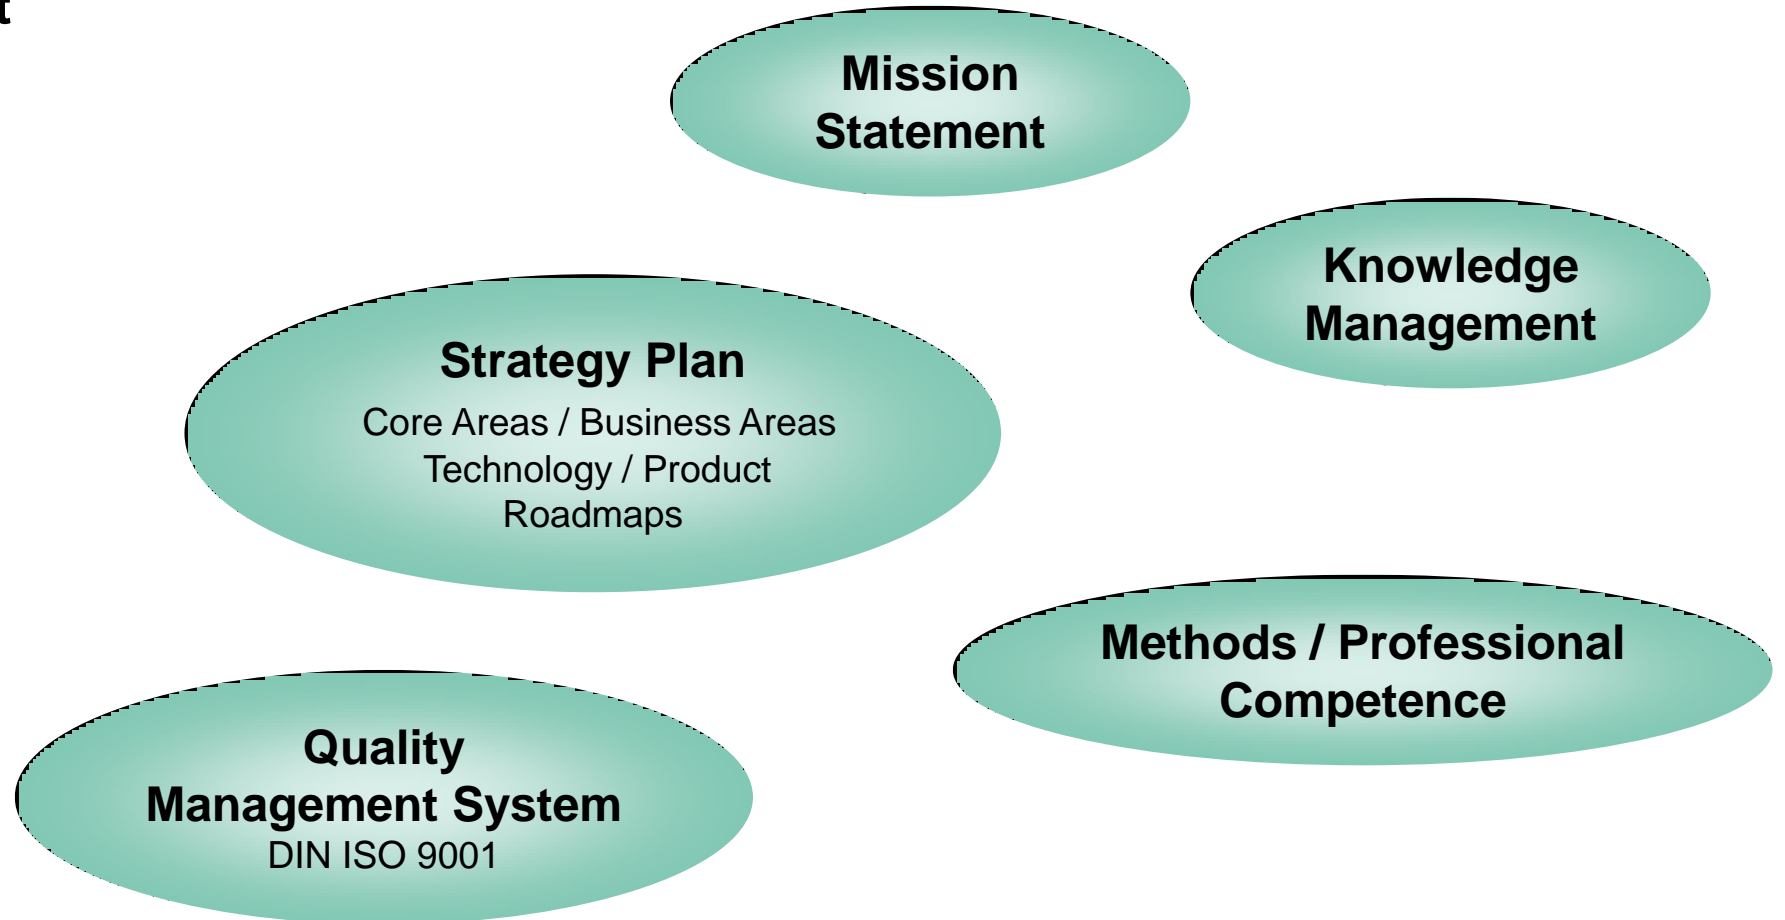 t
Mission
Statement
Knowledge
Management
Strategy Plan
Core Areas / Business Areas
Technology / Product
Roadmaps
Methods / Professional
Competence
Quality
Management System
DIN ISO 9001